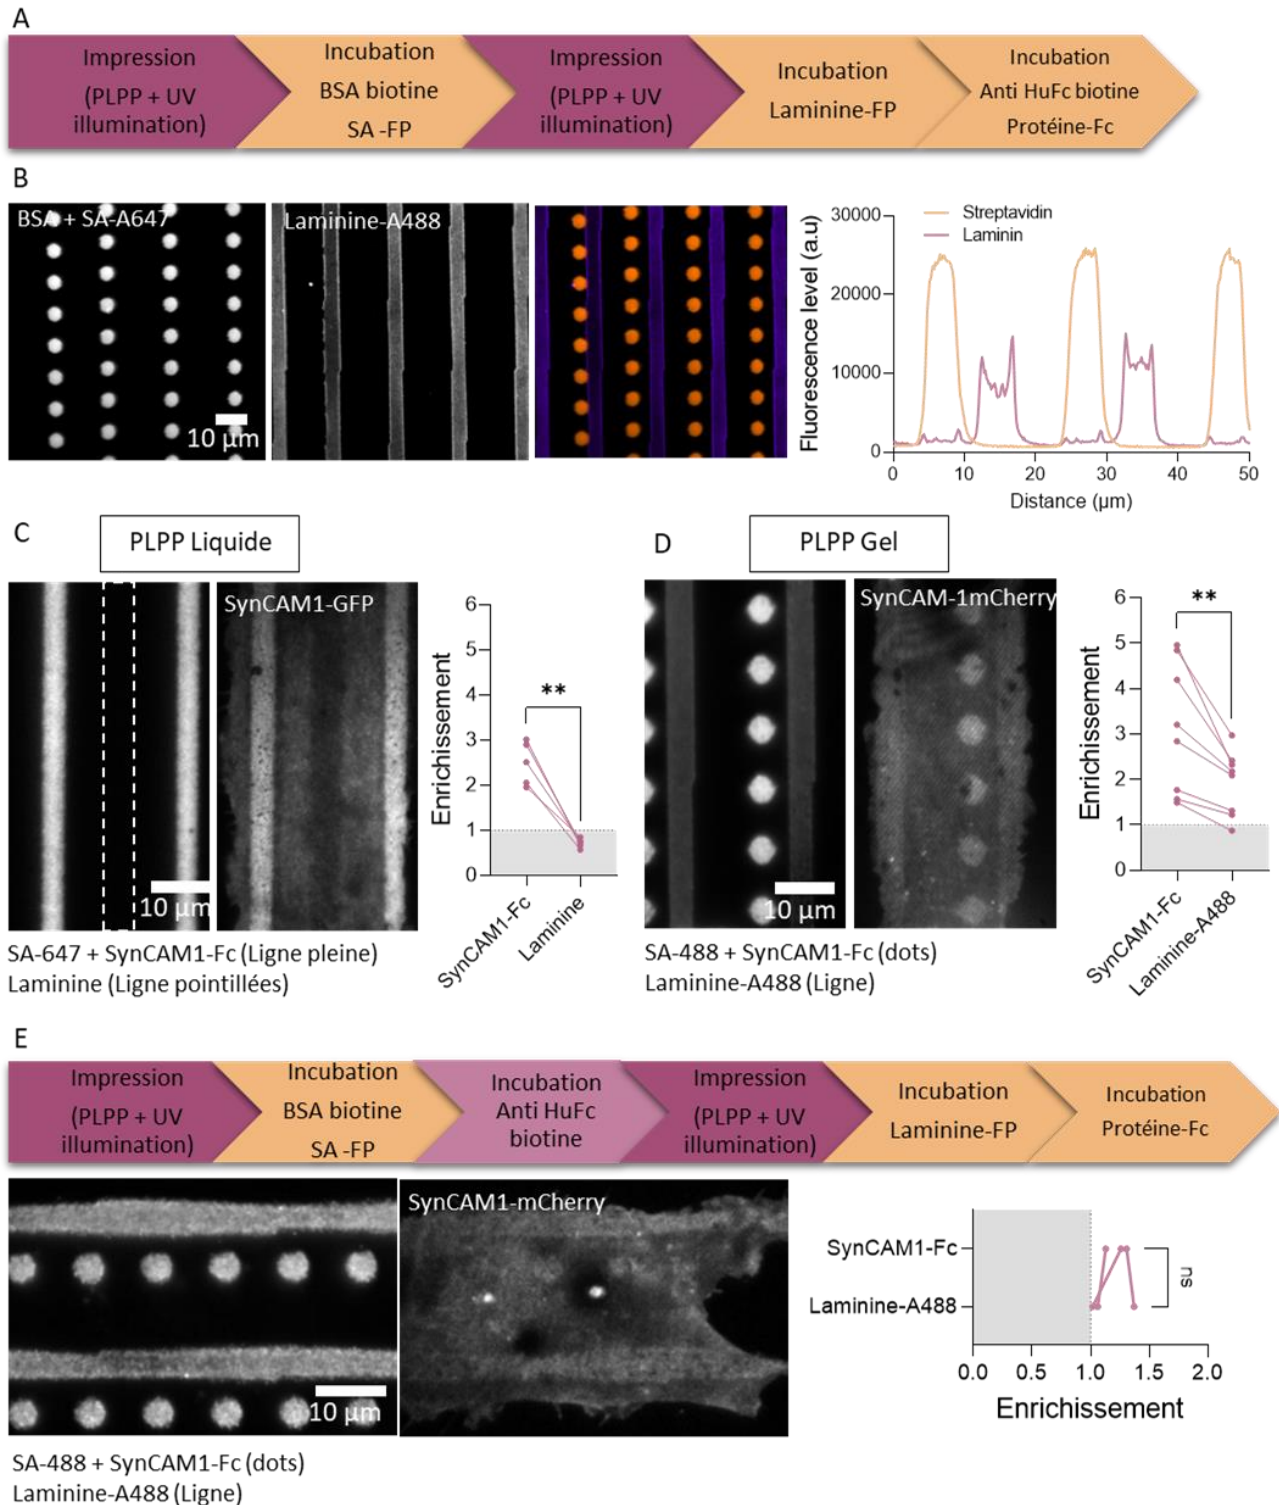 A
Impression
(PLPP + UV
illumination)
Incubation
BSA biotine
SA -FP
Impression
(PLPP + UV
illumination)
Incubation
Laminine-FP
Incubation
Anti HuFc biotine
Protéine-Fc
B
BSA + SA-A647
10 µm
Laminine-A488
Fluorescence level (a.u)
30000
20000
10000
0
Streptavidin
Laminin
0
10
20
30
40
50
Distance (µm)
C
PLPP Liquide
10 µm
SynCAM1-GFP
Enrichissement
6
5
4
3
2
1
0
**
SynCAM1-Fc
Laminine
SA-647 + SynCAM1-Fc (Ligne pleine)
Laminine (Ligne pointillées)
D
PLPP Gel
10 µm
SynCAM-1mCherry
Enrichissement
6
5
4
3
2
1
0
**
SynCAM1-Fc
Laminine-A488
SA-488 + SynCAM1-Fc (dots)
Laminine-A488 (Ligne)
E
Impression
(PLPP + UV
illumination)
Incubation
BSA biotine
SA -FP
Incubation
Anti HuFc
biotine
Impression
(PLPP + UV
illumination)
Incubation
Laminine-FP
Incubation
Protéine-Fc
10 µm
SynCAM1-mCherry
SynCAM1-Fc
Laminine-A488
ns
0.0
0.5
1.0
1.5
2.0
Enrichissement
SA-488 + SynCAM1-Fc (dots)
Laminine-A488 (Ligne)